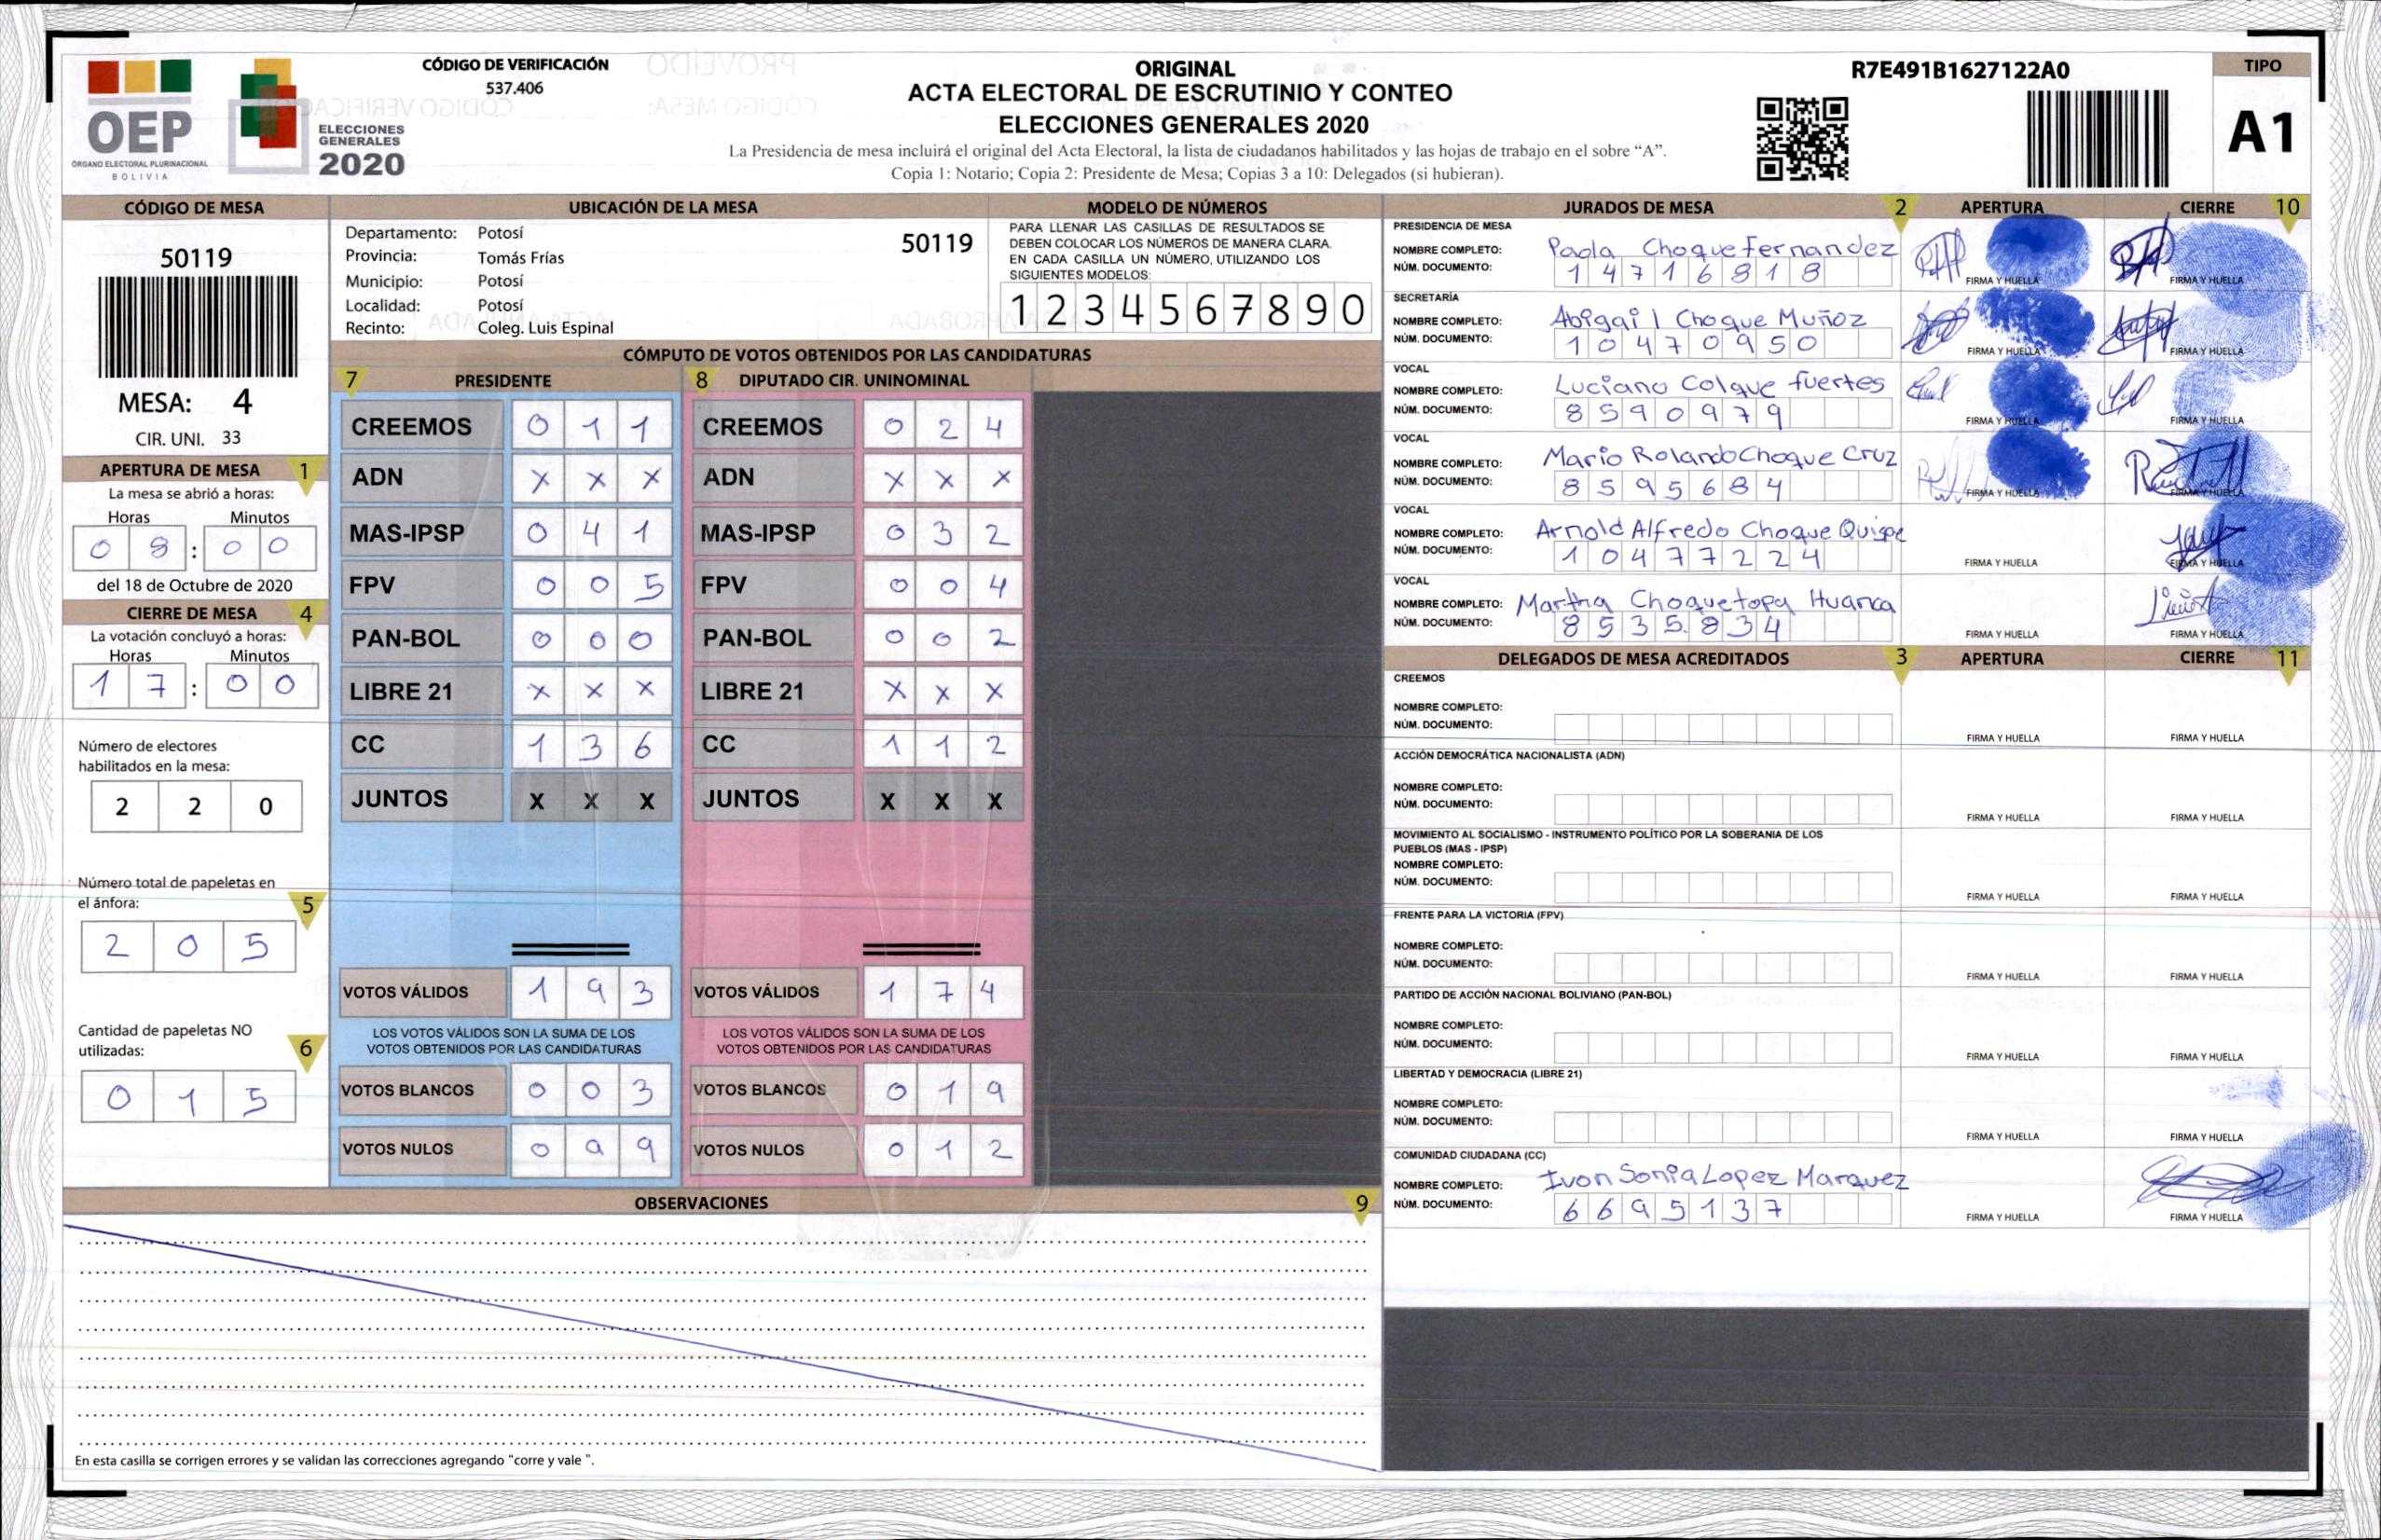 OEP
ÓRGANO ELECTORAL PLURINACIONAL
BOLIVIA
ELECCIONES
GENERALES
2020
CÓDIGO DE VERIFICACIÓN
537.406
ORIGINAL
ACTA ELECTORAL DE ESCRUTINIO Y CONTEO
ELECCIONES GENERALES 2020
La Presidencia de mesa incluirá el original del Acta Electoral, la lista de ciudadanos habilitados y las hojas de trabajo en el sobre “A”.
Copia 1: Notario; Copia 2: Presidente de Mesa; Copias 3 a 10: Delegados (si hubieran).
R7E491B1627122A0
TIPO
A1
CÓDIGO DE MESA
50119
MESA: 4
CIR. UNI. 33
APERTURA DE MESA 1
La mesa se abrió a horas:
Horas Minutos
0 8 : 0 0
del 18 de Octubre de 2020
CIERRE DE MESA 4
La votación concluyó a horas:
Horas Minutos
1 7 : 0 0
Número de electores
habilitados en la mesa:
2 2 0
Número total de papeletas en
el ánfora: 5
2 0 5
Cantidad de papeletas NO
utilizadas: 6
0 1 5
UBICACIÓN DE LA MESA
Departamento: Potosí 50119
Provincia: Tomás Frías
Municipio: Potosí
Localidad: Potosí
Recinto: Coleg. Luis Espinal
MODELO DE NÚMEROS
PARA LLENAR LAS CASILLAS DE RESULTADOS SE
DEBEN COLOCAR LOS NÚMEROS DE MANERA CLARA.
EN CADA CASILLA UN NÚMERO, UTILIZANDO LOS
SIGUIENTES MODELOS:
1 2 3 4 5 6 7 8 9 0
CÓMPUTO DE VOTOS OBTENIDOS POR LAS CANDIDATURAS
7 PRESIDENTE
CREEMOS 0 1 1
ADN X X X
MAS-IPSP 0 4 1
FPV 0 0 5
PAN-BOL 0 0 0
LIBRE 21 X X X
CC 1 3 6
JUNTOS X X X
VOTOS VÁLIDOS 1 9 3
LOS VOTOS VÁLIDOS SON LA SUMA DE LOS
VOTOS OBTENIDOS POR LAS CANDIDATURAS
VOTOS BLANCOS 0 0 3
VOTOS NULOS 0 9 9
8 DIPUTADO CIR. UNINOMINAL
CREEMOS 0 2 4
ADN X X X
MAS-IPSP 0 3 2
FPV 0 0 4
PAN-BOL 0 0 2
LIBRE 21 X X X
CC 1 1 2
JUNTOS X X X
VOTOS VÁLIDOS 1 7 4
LOS VOTOS VÁLIDOS SON LA SUMA DE LOS
VOTOS OBTENIDOS POR LAS CANDIDATURAS
VOTOS BLANCOS 0 1 9
VOTOS NULOS 0 1 2
OBSERVACIONES 9
En esta casilla se corrigen errores y se validan las correcciones agregando "corre y vale ".
JURADOS DE MESA 2 APERTURA CIERRE 10
PRESIDENCIA DE MESA
NOMBRE COMPLETO: Paola Choque Fernandez
NÚM. DOCUMENTO: 1 4 7 1 6 8 1 8
FIRMA Y HUELLA FIRMA Y HUELLA
SECRETARÍA
NOMBRE COMPLETO: Abigail Choque Muñoz
NÚM. DOCUMENTO: 1 0 4 7 0 9 5 0
FIRMA Y HUELLA FIRMA Y HUELLA
VOCAL
NOMBRE COMPLETO: Luciano Colque fuertes
NÚM. DOCUMENTO: 8 5 9 0 9 7 9
FIRMA Y HUELLA FIRMA Y HUELLA
VOCAL
NOMBRE COMPLETO: Mario Rolando Choque Cruz
NÚM. DOCUMENTO: 8 5 9 5 6 8 4
FIRMA Y HUELLA FIRMA Y HUELLA
VOCAL
NOMBRE COMPLETO: Arnold Alfredo Choque Quispe
NÚM. DOCUMENTO: 1 0 4 7 7 2 2 4
FIRMA Y HUELLA FIRMA Y HUELLA
VOCAL
NOMBRE COMPLETO: Martha Choquetopa Huanca
NÚM. DOCUMENTO: 8 5 3 5 8 3 4
FIRMA Y HUELLA FIRMA Y HUELLA
DELEGADOS DE MESA ACREDITADOS 3 APERTURA CIERRE 11
CREEMOS
NOMBRE COMPLETO:
NÚM. DOCUMENTO:
FIRMA Y HUELLA FIRMA Y HUELLA
ACCIÓN DEMOCRÁTICA NACIONALISTA (ADN)
NOMBRE COMPLETO:
NÚM. DOCUMENTO:
FIRMA Y HUELLA FIRMA Y HUELLA
MOVIMIENTO AL SOCIALISMO - INSTRUMENTO POLÍTICO POR LA SOBERANIA DE LOS
PUEBLOS (MAS - IPSP)
NOMBRE COMPLETO:
NÚM. DOCUMENTO:
FIRMA Y HUELLA FIRMA Y HUELLA
FRENTE PARA LA VICTORIA (FPV)
NOMBRE COMPLETO:
NÚM. DOCUMENTO:
FIRMA Y HUELLA FIRMA Y HUELLA
PARTIDO DE ACCIÓN NACIONAL BOLIVIANO (PAN-BOL)
NOMBRE COMPLETO:
NÚM. DOCUMENTO:
FIRMA Y HUELLA FIRMA Y HUELLA
LIBERTAD Y DEMOCRACIA (LIBRE 21)
NOMBRE COMPLETO:
NÚM. DOCUMENTO:
FIRMA Y HUELLA FIRMA Y HUELLA
COMUNIDAD CIUDADANA (CC)
NOMBRE COMPLETO: Ivon Sonia Lopez Marquez
NÚM. DOCUMENTO: 6 6 9 5 1 3 7
FIRMA Y HUELLA FIRMA Y HUELLA